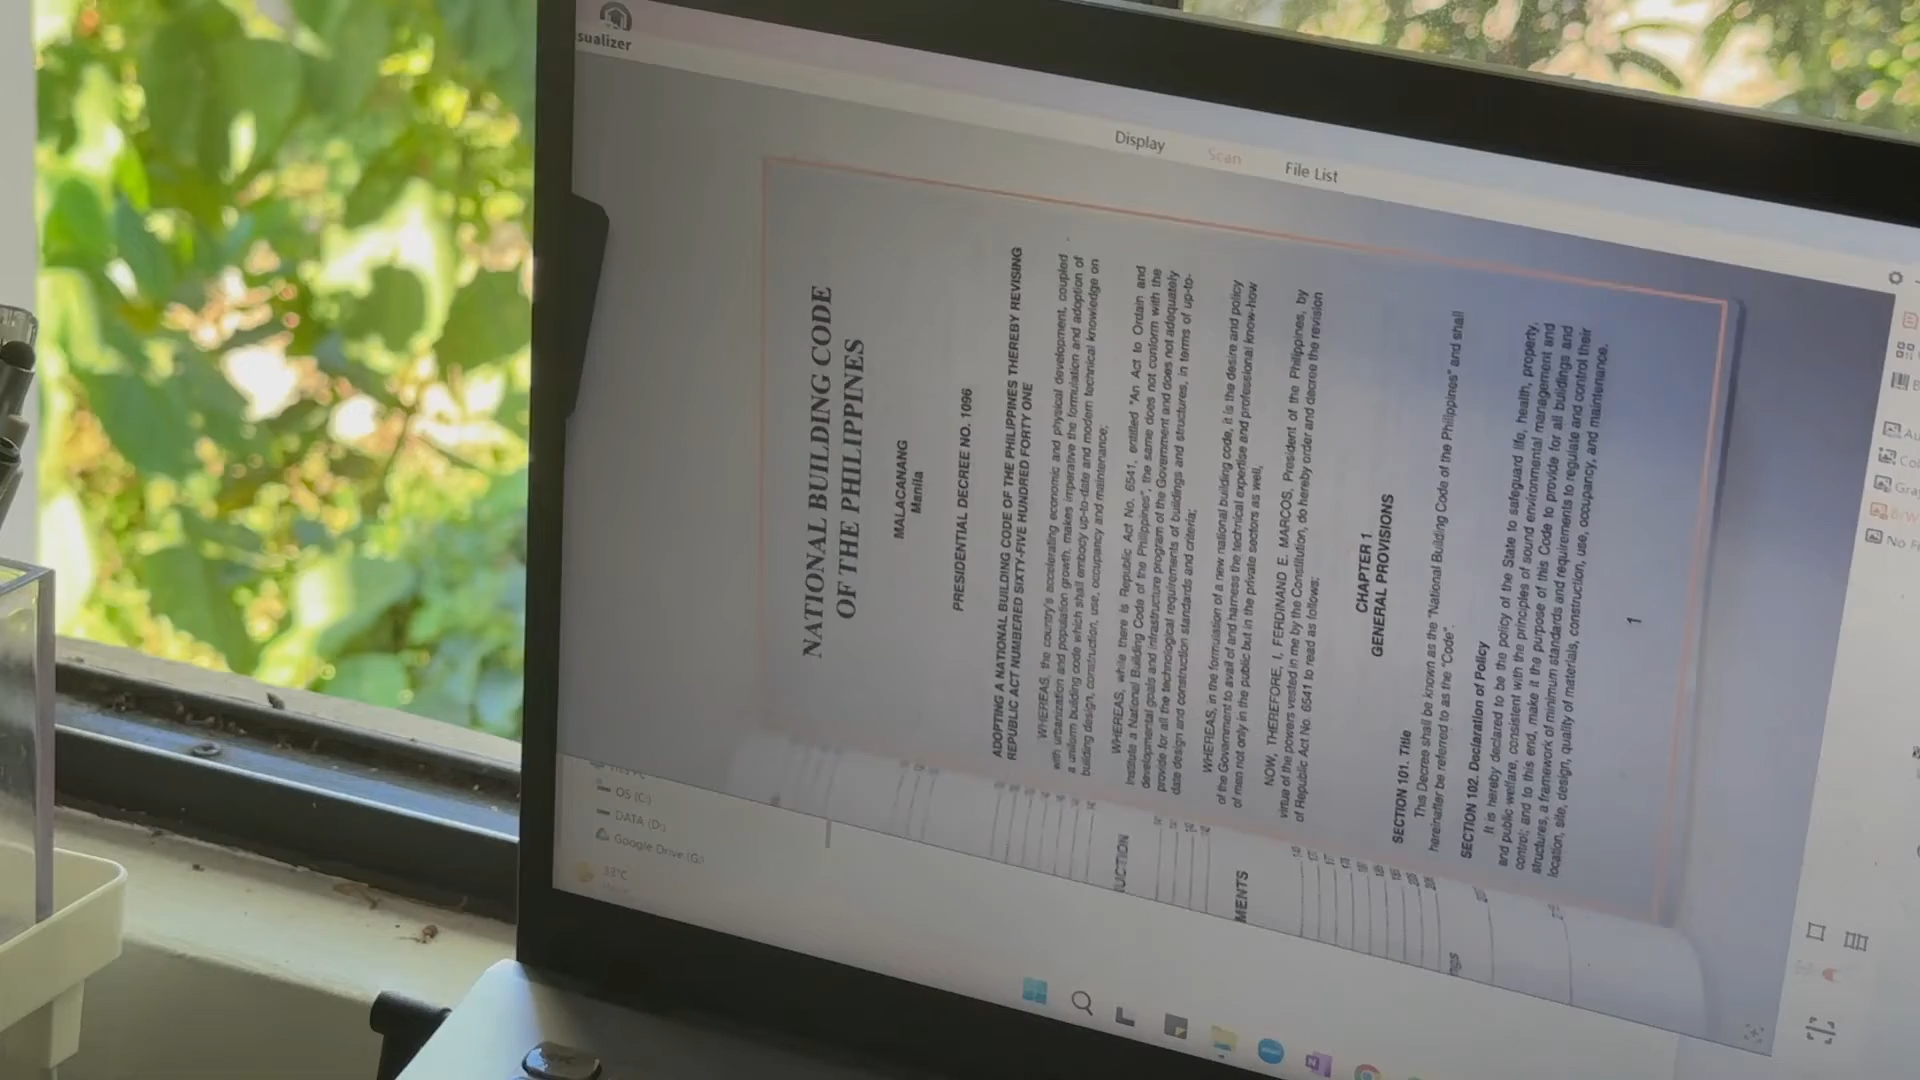 sualizer
Display
Scan
File List
NATIONAL BUILDING CODE
OF THE PHILIPPINES
MALACANANG
Manila
PRESIDENTIAL DECREE NO. 1096
ADOPTING A NATIONAL BUILDING CODE OF THE PHILIPPINES THEREBY REVISING
REPUBLIC ACT NUMBERED SIXTY-FIVE HUNDRED FORTY ONE
WHEREAS, the country's accelerating economic and physical development, coupled
with urbanization and population growth, makes imperative the formulation and adoption of
a uniform building code which shall embody up-to-date and modern technical knowledge on
building design, construction, use, occupancy and maintenance;
WHEREAS, while there is Republic Act No. 6541, entitled "An Act to Ordain and
Institute a National Building Code of the Philippines", the same does not conform with the
developmental goals and infrastructure program of the Government and does not adequately
provide for all the technological requirements of buildings and structures, in terms of up-to-
date design and construction standards and criteria;
WHEREAS, in the formulation of a new national building code, it is the desire and policy
of the Government to avail of and harness the technical expertise and professional know-how
of men not only in the public but in the private sectors as well,
NOW, THEREFORE, I, FERDINAND E. MARCOS, President of the Philippines, by
virtue of the powers vested in me by the Constitution, do hereby order and decree the revision
of Republic Act No. 6541 to read as follows:
CHAPTER 1
GENERAL PROVISIONS
SECTION 101. Title
This Decree shall be known as the "National Building Code of the Philippines" and shall
hereinafter be referred to as the "Code".
SECTION 102. Declaration of Policy
It is hereby declared to be the policy of the State to safeguard life, health, property,
and public welfare, consistent with the principles of sound environmental management and
control; and to this end, make it the purpose of this Code to provide for all buildings and
structures, a framework of minimum standards and requirements to regulate and control their
location, site, design, quality of materials, construction, use, occupancy, and maintenance.
1
UCTION
MENTS
ngs
OS (C:)
DATA (D:)
Google Drive (G:)
33°C